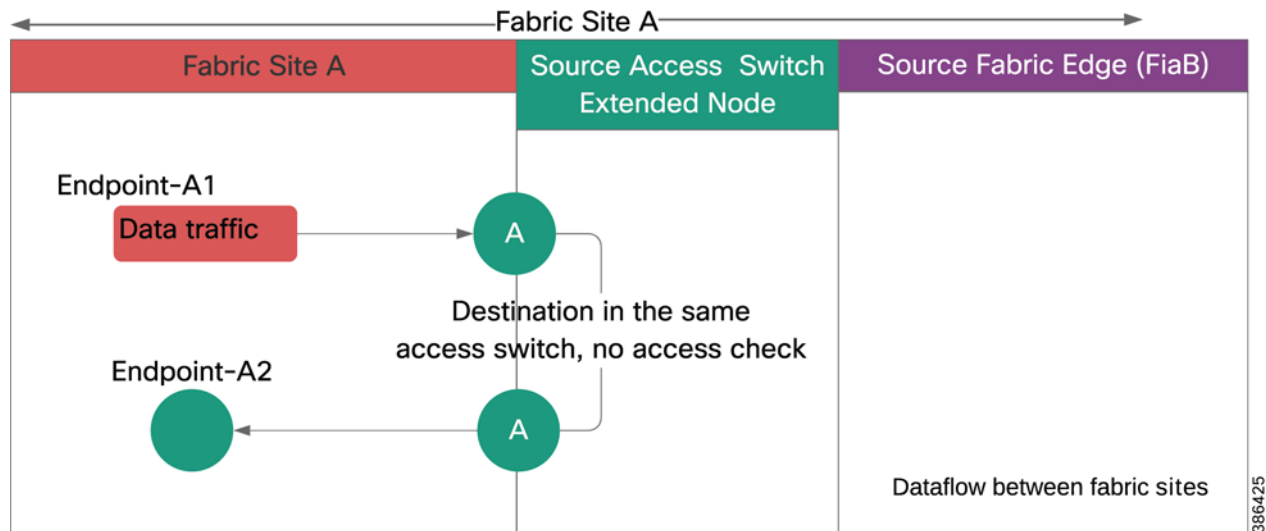 Fabric Site A
Fabric Site A
Source Access Switch
Extended Node
Source Fabric Edge (FiaB)
Endpoint-A1
Data traffic
A
Destination in the same
access switch, no access check
Endpoint-A2
A
Dataflow between fabric sites
386425